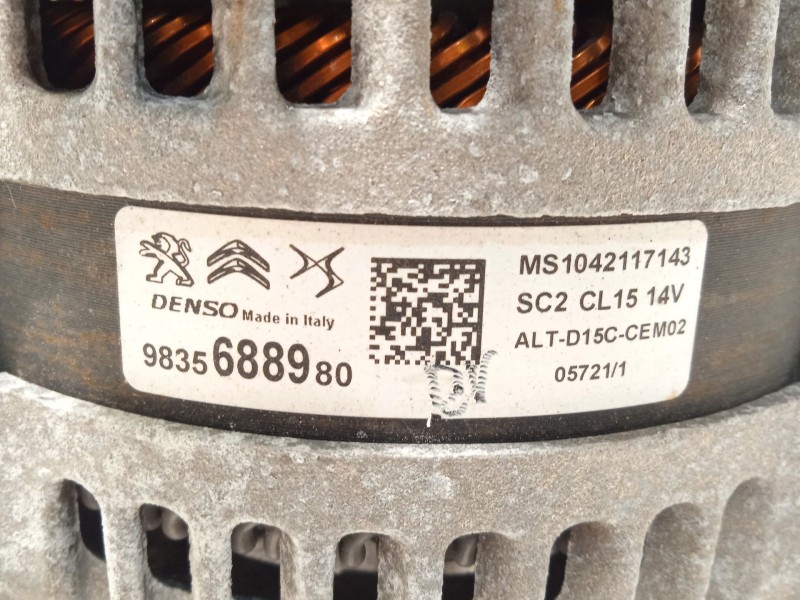 DENSO Made in Italy
9835688980
MS1042117143
SC2 CL15 14V
ALT-D15C-CEM02
05721/1